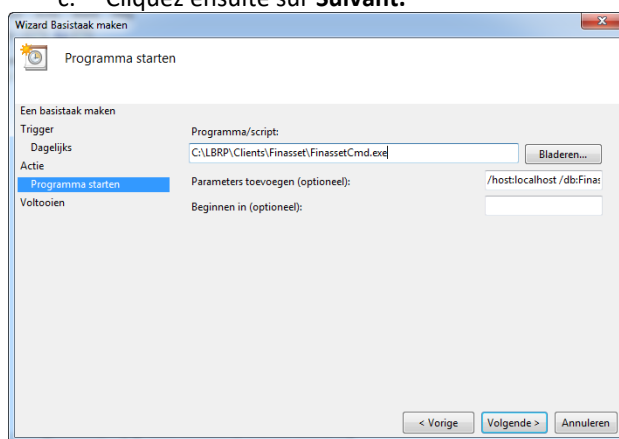 c. Cliquez ensuite sur Suivant.
Wizard Basistaak maken
Programma starten
Een basistaak maken
Trigger
Dagelijks
Actie
Programma starten
Voltooien
Programma/script:
C:\LBRP\Clients\Finasset\FinassetCmd.exe
Bladeren...
Parameters toevoegen (optioneel):
/host:localhost /db:Finas
Beginnen in (optioneel):
< Vorige
Volgende >
Annuleren